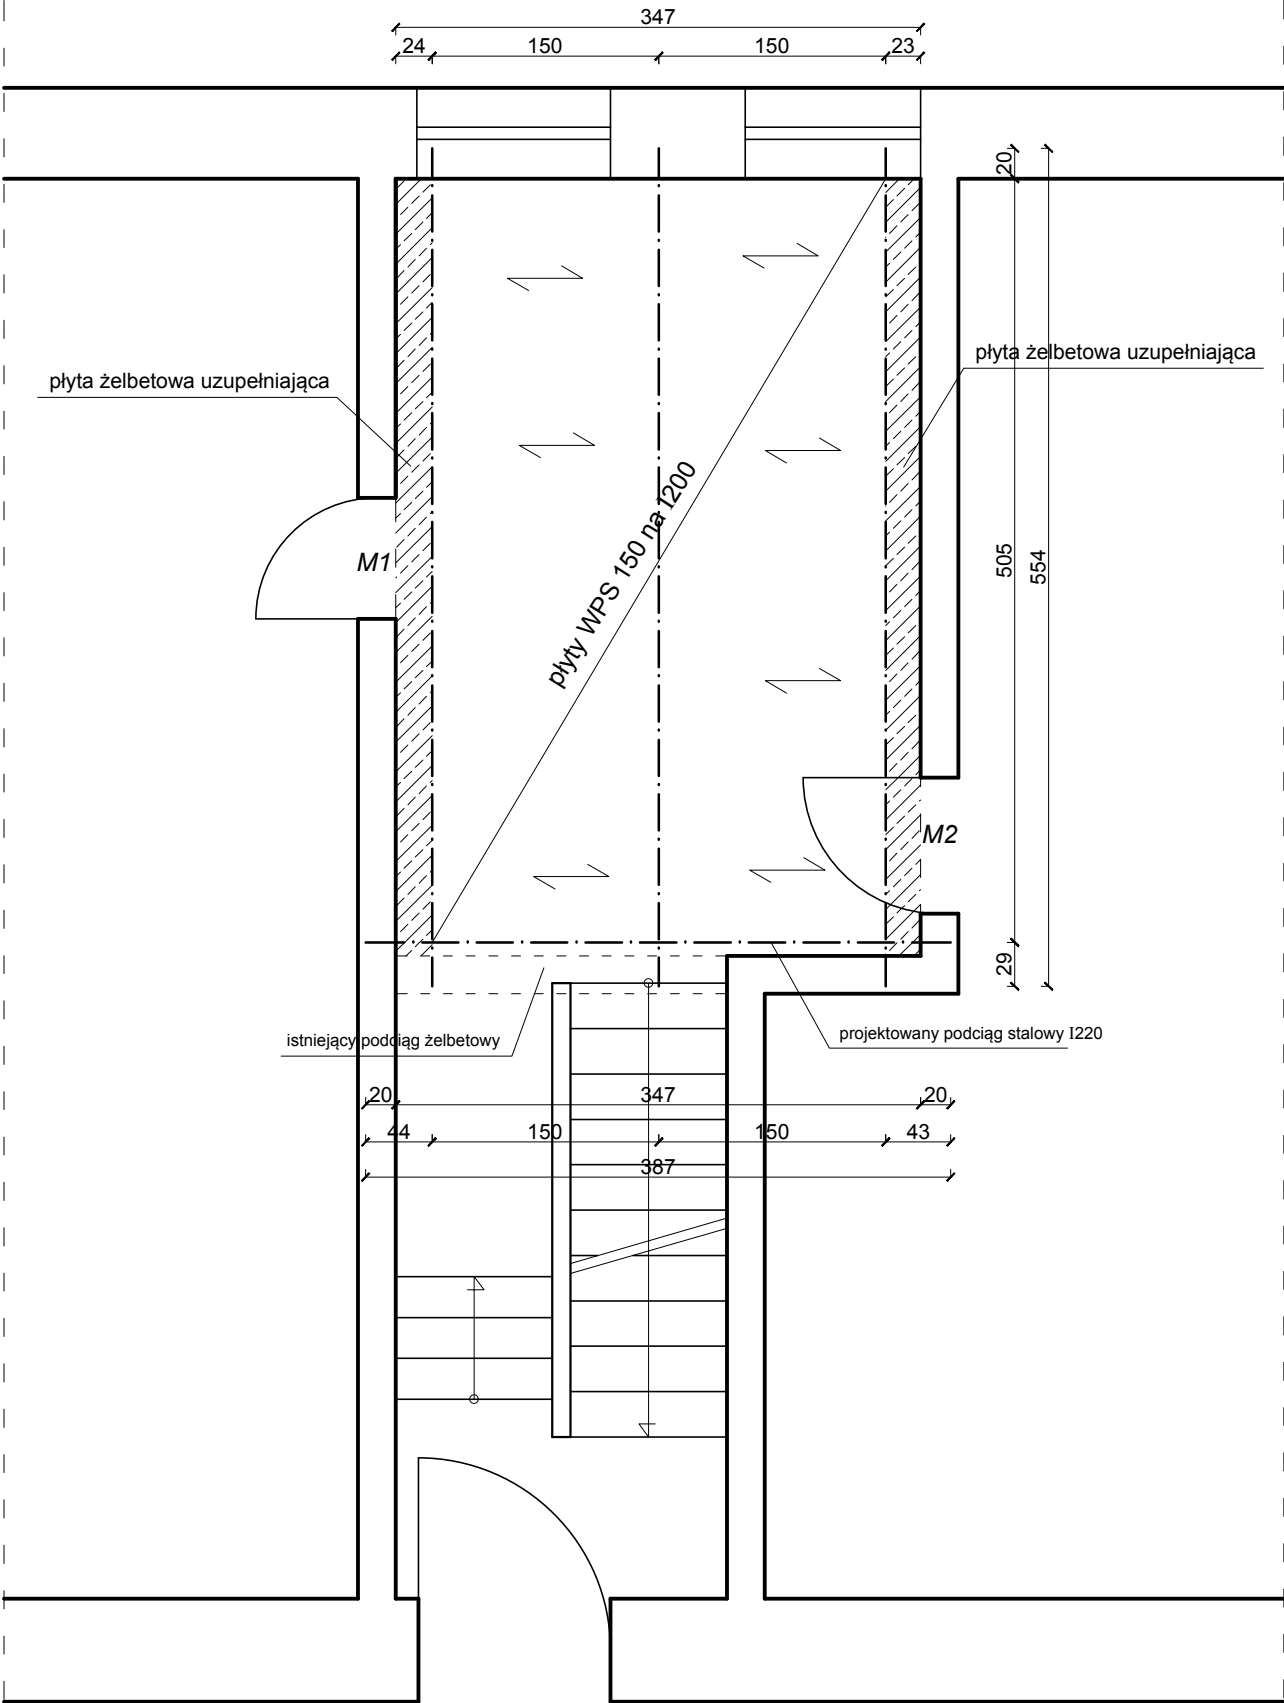 347
24 150 150 23
20
płyta żelbetowa uzupełniająca
płyta żelbetowa uzupełniająca
płyty WPS 150 na I200
M1
505
554
M2
29
istniejący podciąg żelbetowy
projektowany podciąg stalowy I220
20 347 20
44 150 150 43
387